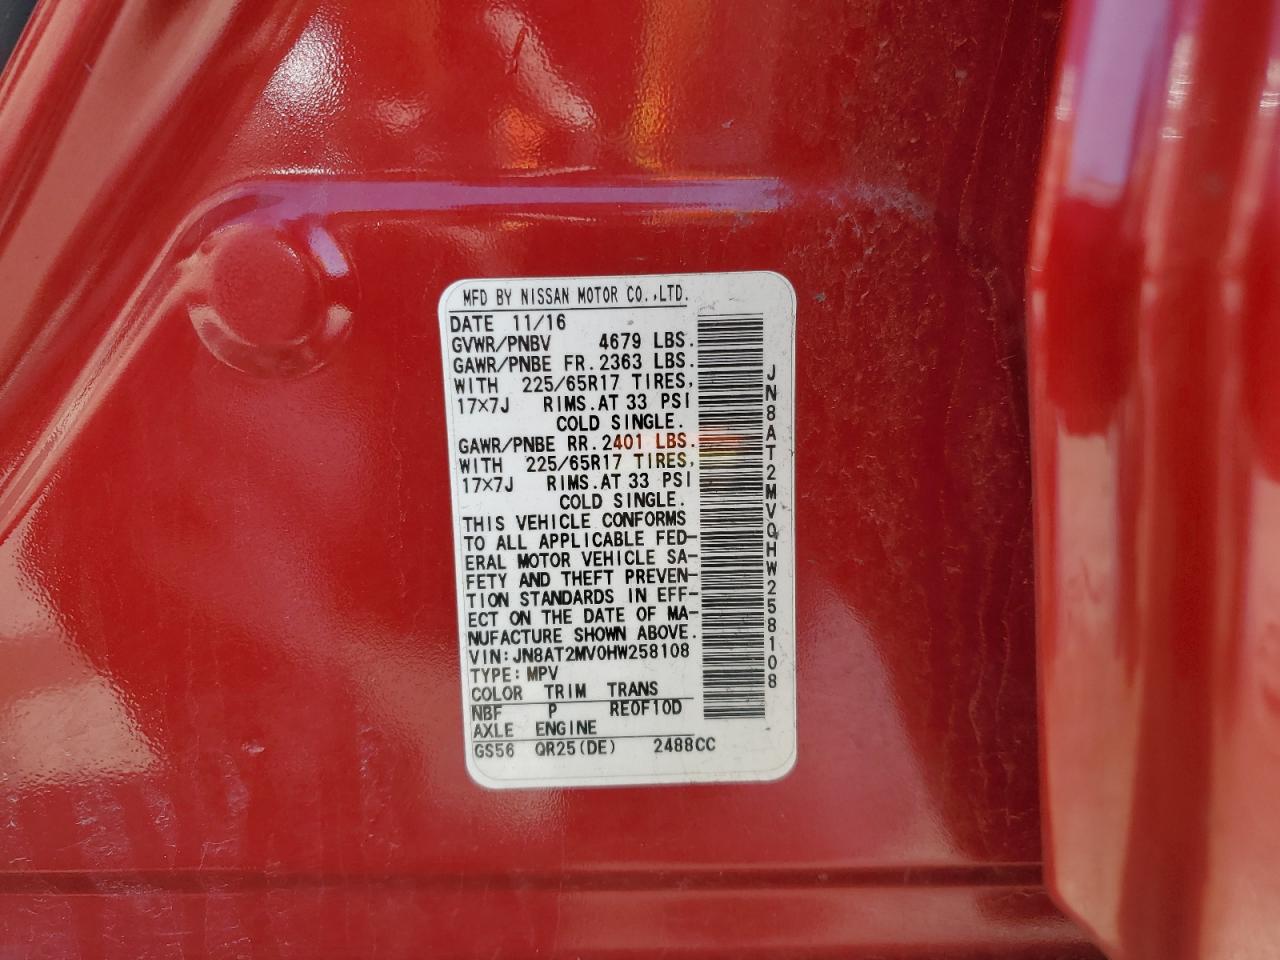 MFD BY NISSAN MOTOR CO.,LTD.
DATE 11/16
GVWR/PNBV 4679 LBS.
GAWR/PNBE FR.2363 LBS.
WITH 225/65R17 TIRES,
17×7J RIMS.AT 33 PSI
COLD SINGLE.
GAWR/PNBE RR.2401 LBS.
WITH 225/65R17 TIRES,
17×7J RIMS.AT 33 PSI
COLD SINGLE.
THIS VEHICLE CONFORMS
TO ALL APPLICABLE FED-
ERAL MOTOR VEHICLE SA-
FETY AND THEFT PREVEN-
TION STANDARDS IN EFF-
ECT ON THE DATE OF MA-
NUFACTURE SHOWN ABOVE.
VIN:JN8AT2MV0HW258108
TYPE:MPV
COLOR TRIM TRANS
NBF P RE0F10D
AXLE ENGINE
GS56 QR25(DE) 2488CC
JN8AT2MV0HW258108